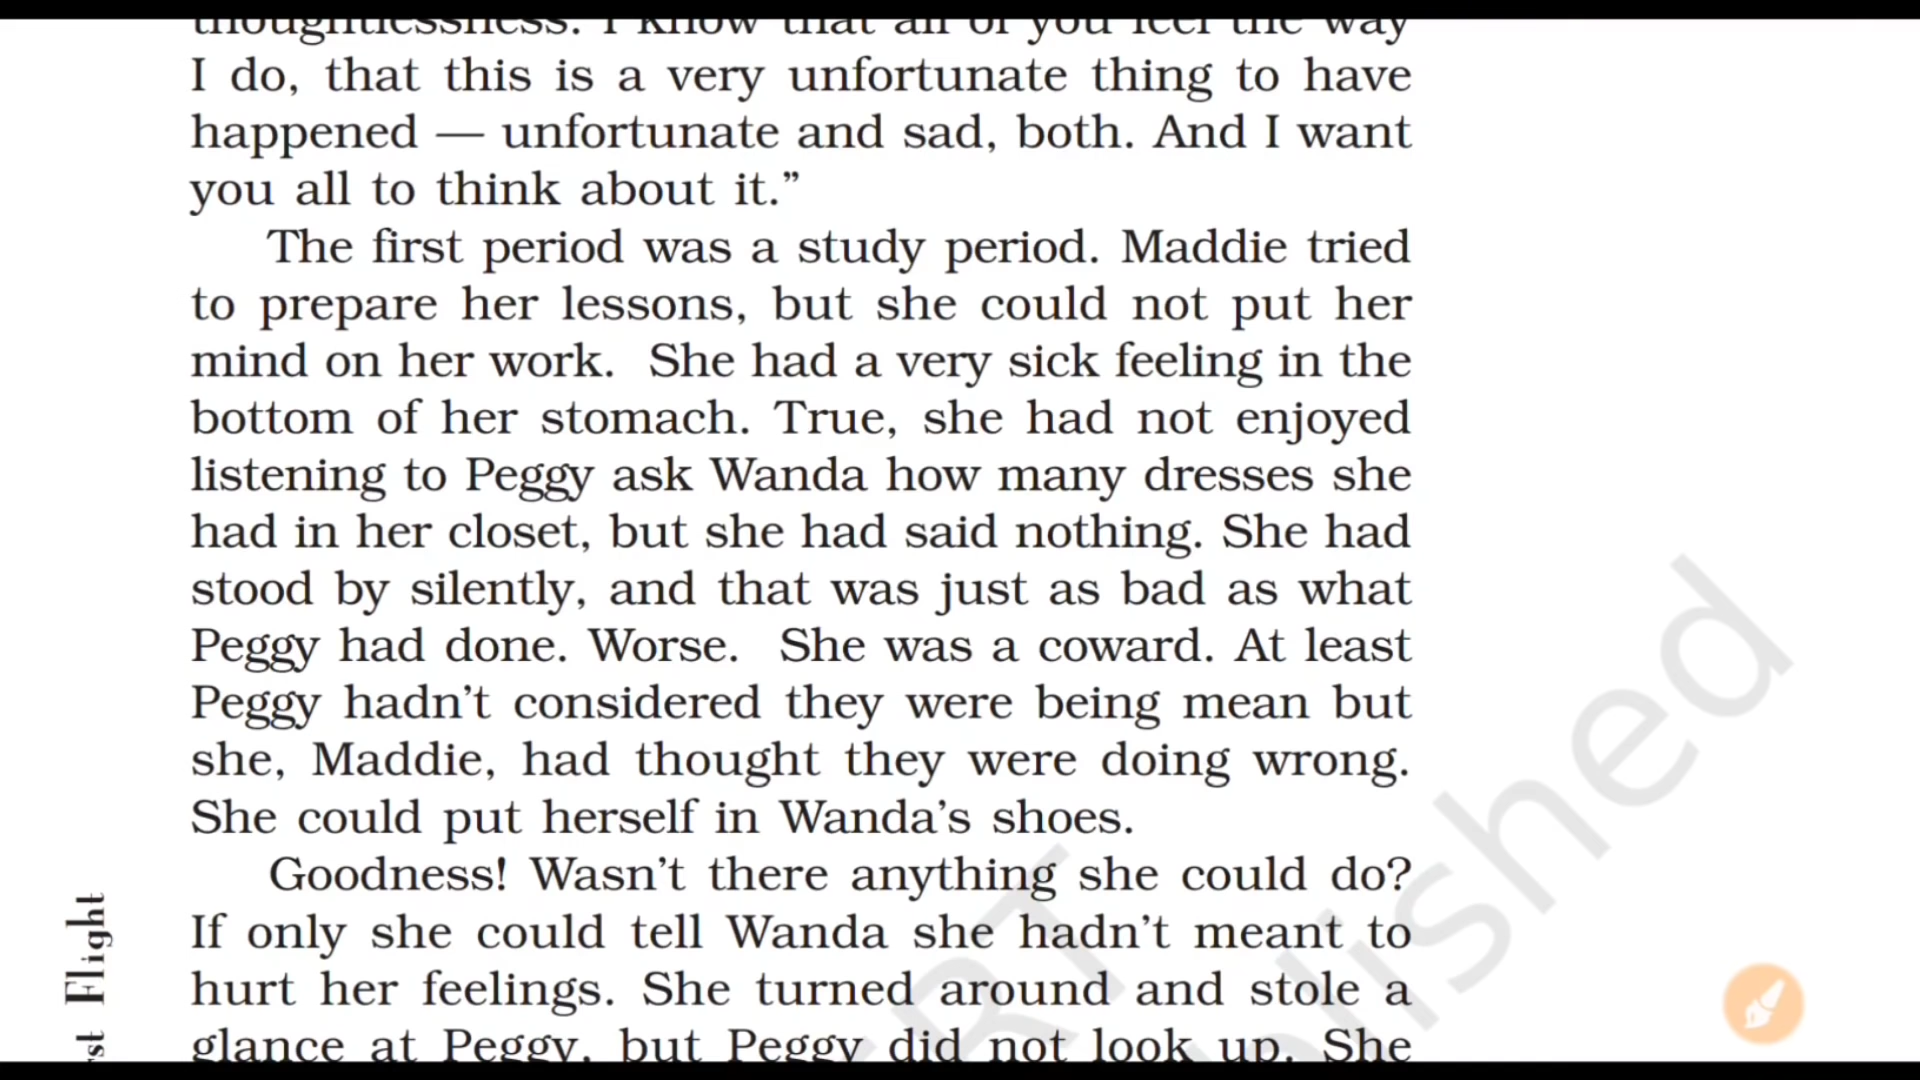 thoughtlessness. I know that all of you feel the way
I do, that this is a very unfortunate thing to have
happened — unfortunate and sad, both. And I want
you all to think about it.”
The first period was a study period. Maddie tried
to prepare her lessons, but she could not put her
mind on her work. She had a very sick feeling in the
bottom of her stomach. True, she had not enjoyed
listening to Peggy ask Wanda how many dresses she
had in her closet, but she had said nothing. She had
stood by silently, and that was just as bad as what
Peggy had done. Worse. She was a coward. At least
Peggy hadn’t considered they were being mean but
she, Maddie, had thought they were doing wrong.
She could put herself in Wanda’s shoes.
Goodness! Wasn’t there anything she could do?
If only she could tell Wanda she hadn’t meant to
hurt her feelings. She turned around and stole a
glance at Peggy, but Peggy did not look up. She
st Flight
RT
blished